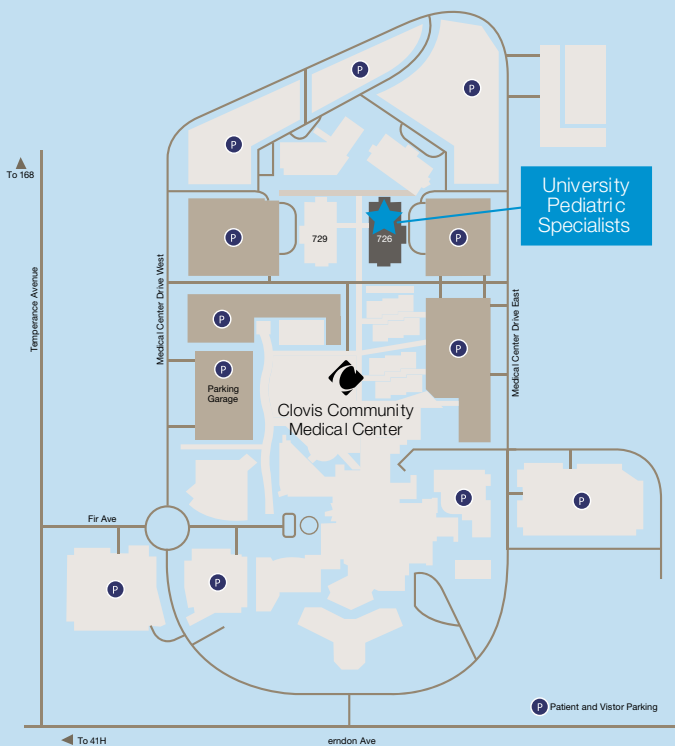 P
P
P
To 168
University
Pediatric
Specialists
P
729
726
P
Temperance Avenue
Medical Center Drive West
Medical Center Drive East
P
P
P
Parking
Garage
Clovis Community
Medical Center
P
P
Fir Ave
P
P
P Patient and Vistor Parking
To 41H
erndon Ave